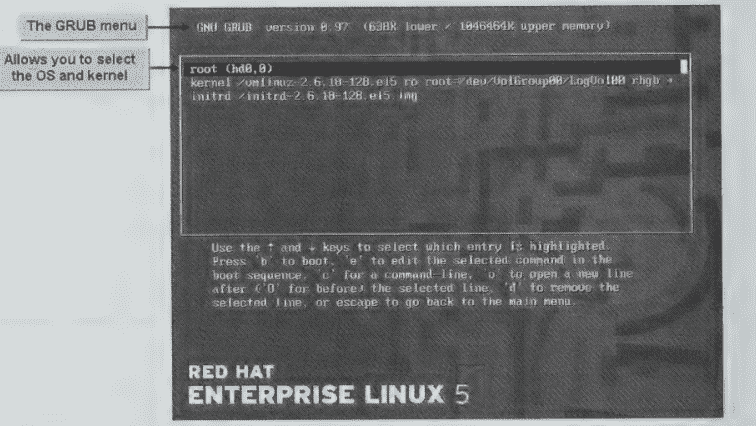 The GRUB menu
GNU GRUB version 0.97 (638K lower / 1046464K upper memory)
Allows you to select
the OS and kernel
root (hd0,0)
kernel /vmlinuz-2.6.18-128.el5 ro root=/dev/VolGroup00/LogVol00 rhgb →
initrd /initrd-2.6.18-128.el5.img
Use the ↑ and ↓ keys to select which entry is highlighted.
Press 'b' to boot, 'e' to edit the selected command in the
boot sequence, 'c' for a command-line, 'o' to open a new line
after ('O' for before) the selected line, 'd' to remove the
selected line, or escape to go back to the main menu.
RED HAT
ENTERPRISE LINUX 5